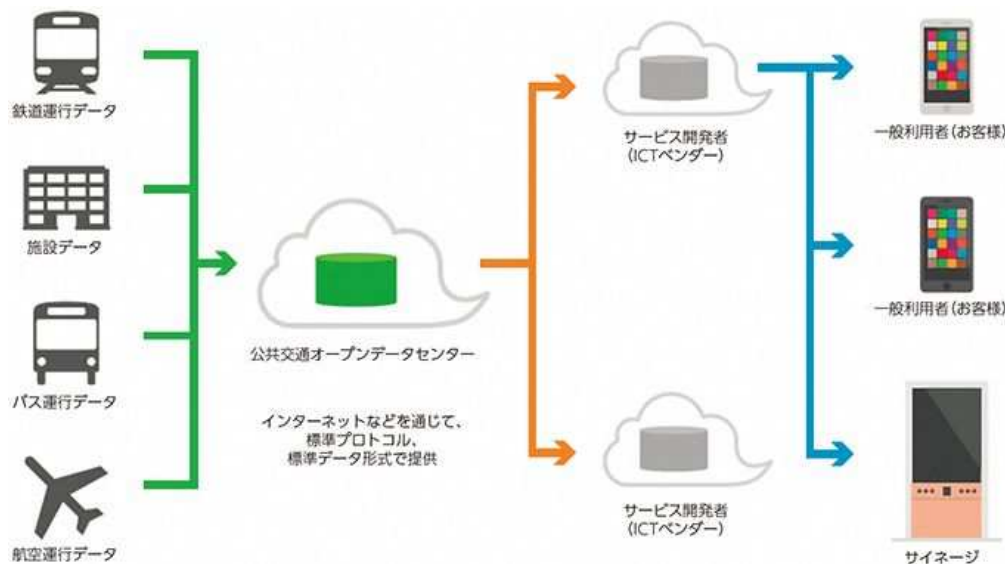 鉄道運行データ
施設データ
バス運行データ
航空運行データ
公共交通オープンデータセンター
インターネットなどを通じて、
標準プロトコル、
標準データ形式で提供
サービス開発者
(ICTベンダー)
サービス開発者
(ICTベンダー)
一般利用者(お客様)
一般利用者(お客様)
サイネージ